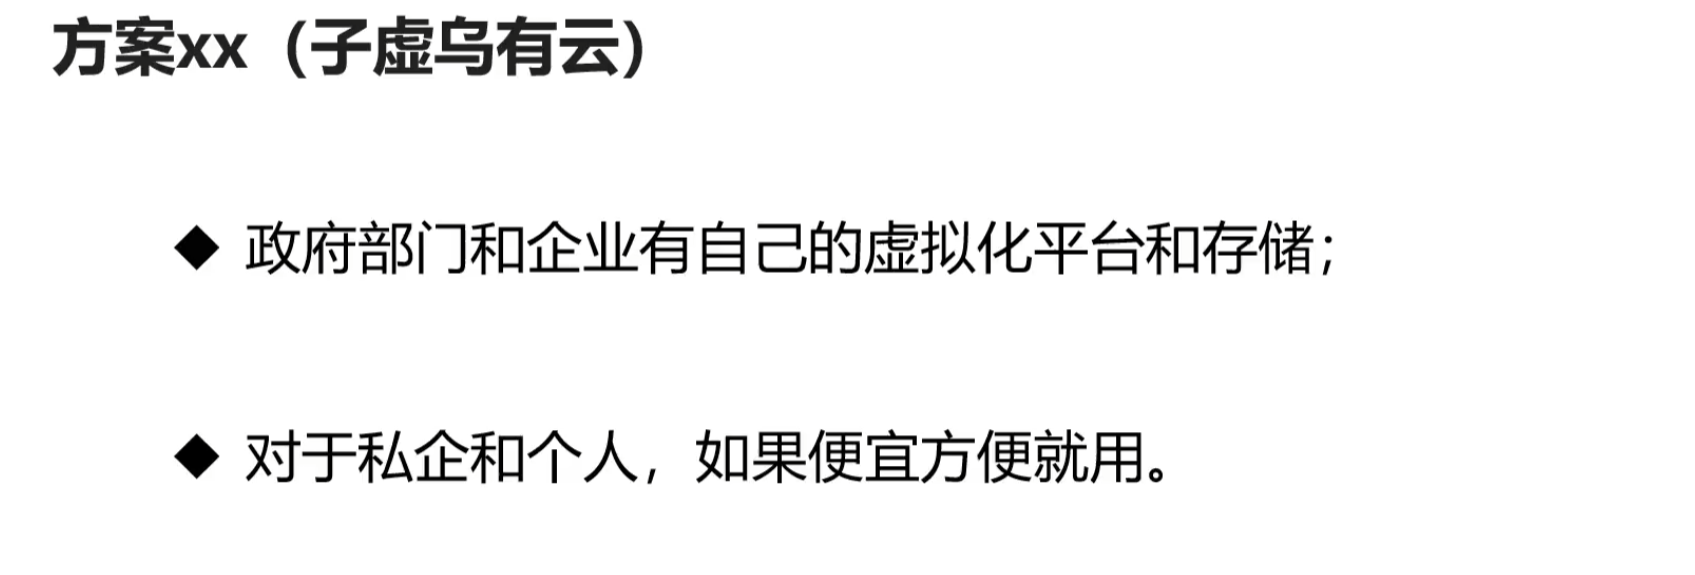 方案xx（子虚乌有云）
◆ 政府部门和企业有自己的虚拟化平台和存储；
◆ 对于私企和个人，如果便宜方便就用。